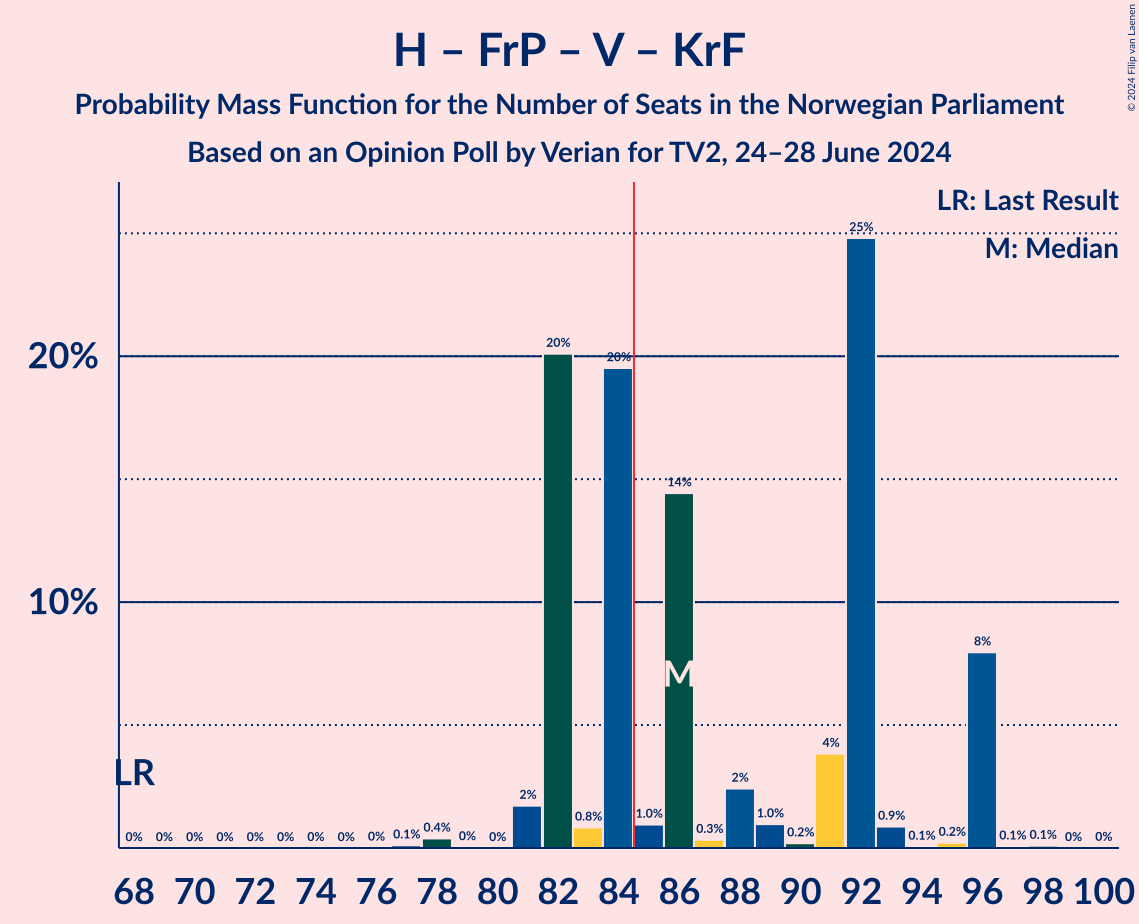 H – FrP – V – KrF
Probability Mass Function for the Number of Seats in the Norwegian Parliament
Based on an Opinion Poll by Verian for TV2, 24–28 June 2024
© 2024 Filip van Laenen
LR: Last Result
M: Median
25%
20%
20%
20%
14%
10%
8%
M
4%
LR
2%
2%
0% 0% 0% 0% 0% 0% 0% 0% 0% 0.1% 0.4% 0% 0% 0.8% 1.0% 0.3% 1.0% 0.2% 0.9% 0.1% 0.2% 0.1% 0.1% 0% 0%
68 70 72 74 76 78 80 82 84 86 88 90 92 94 96 98 100